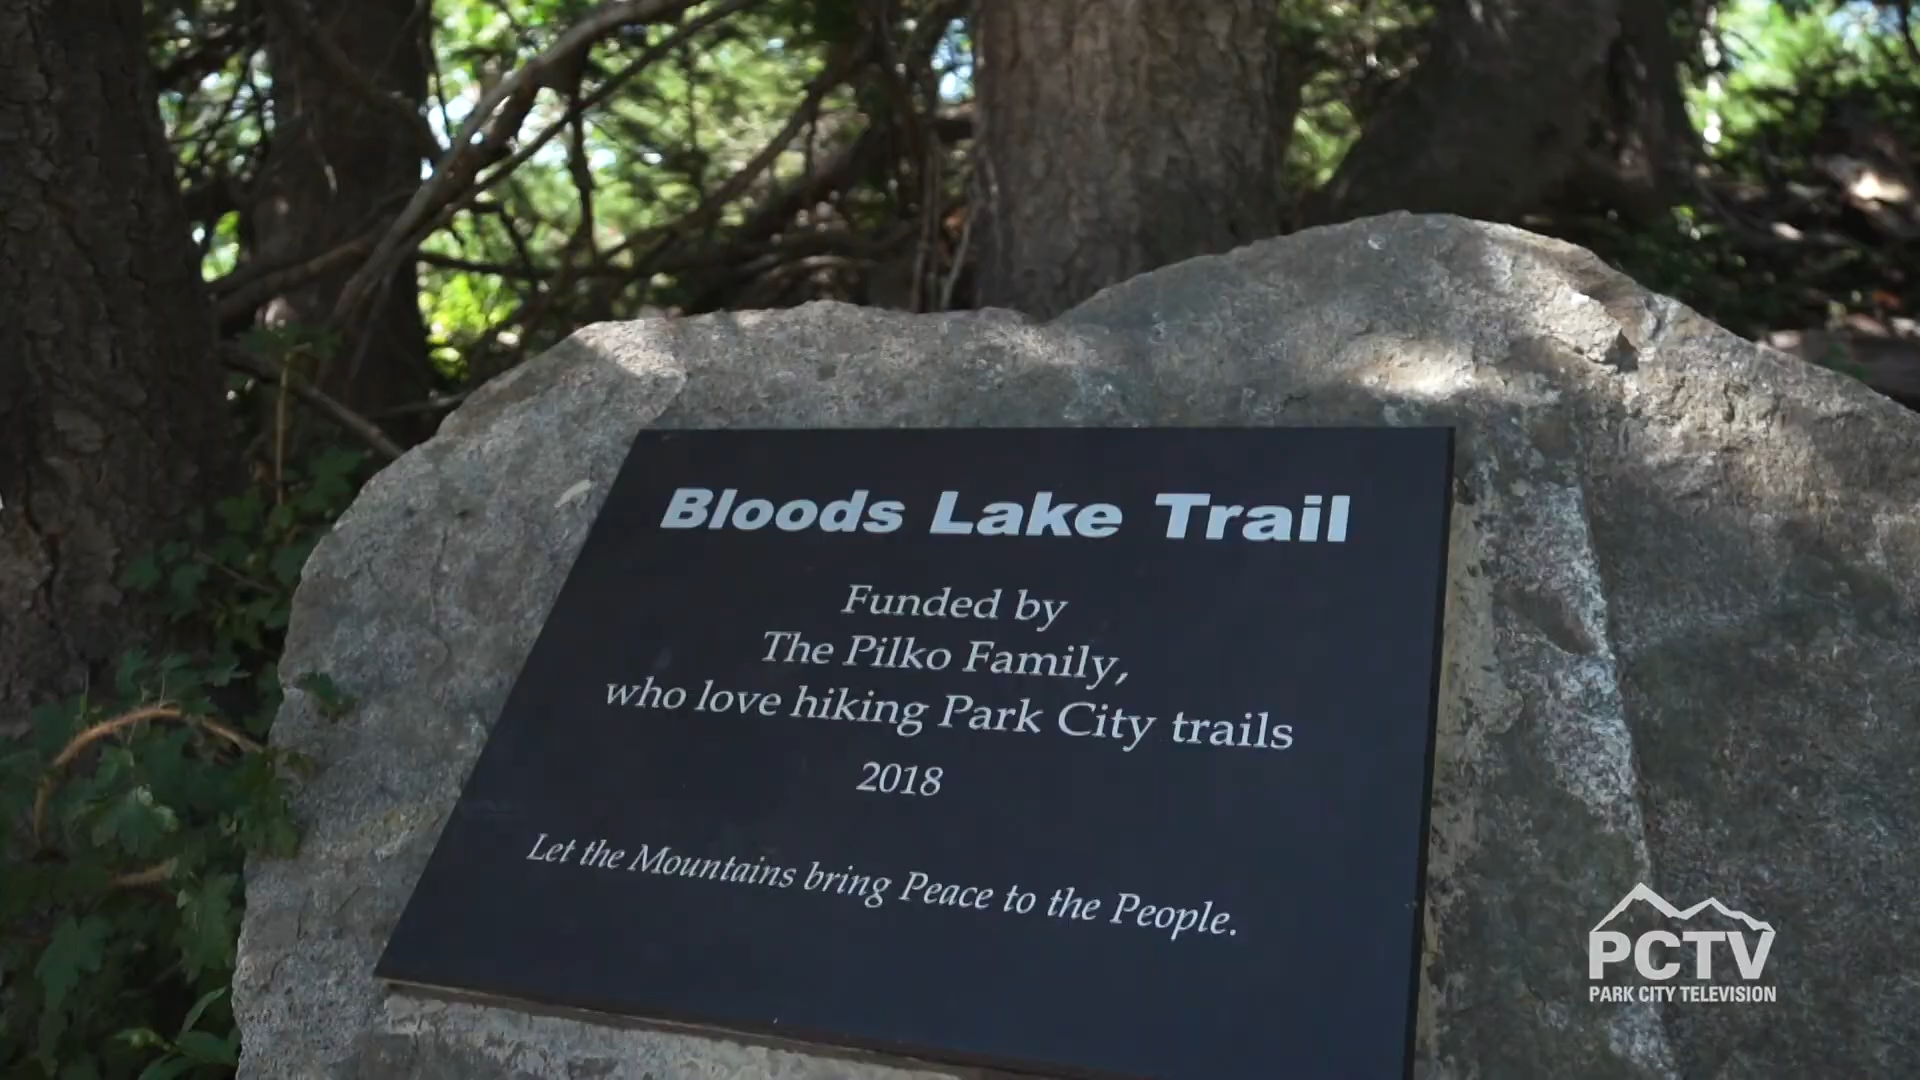 Bloods Lake Trail
Funded by
The Pilko Family,
who love hiking Park City trails
2018
Let the Mountains bring Peace to the People.
PCTV
PARK CITY TELEVISION